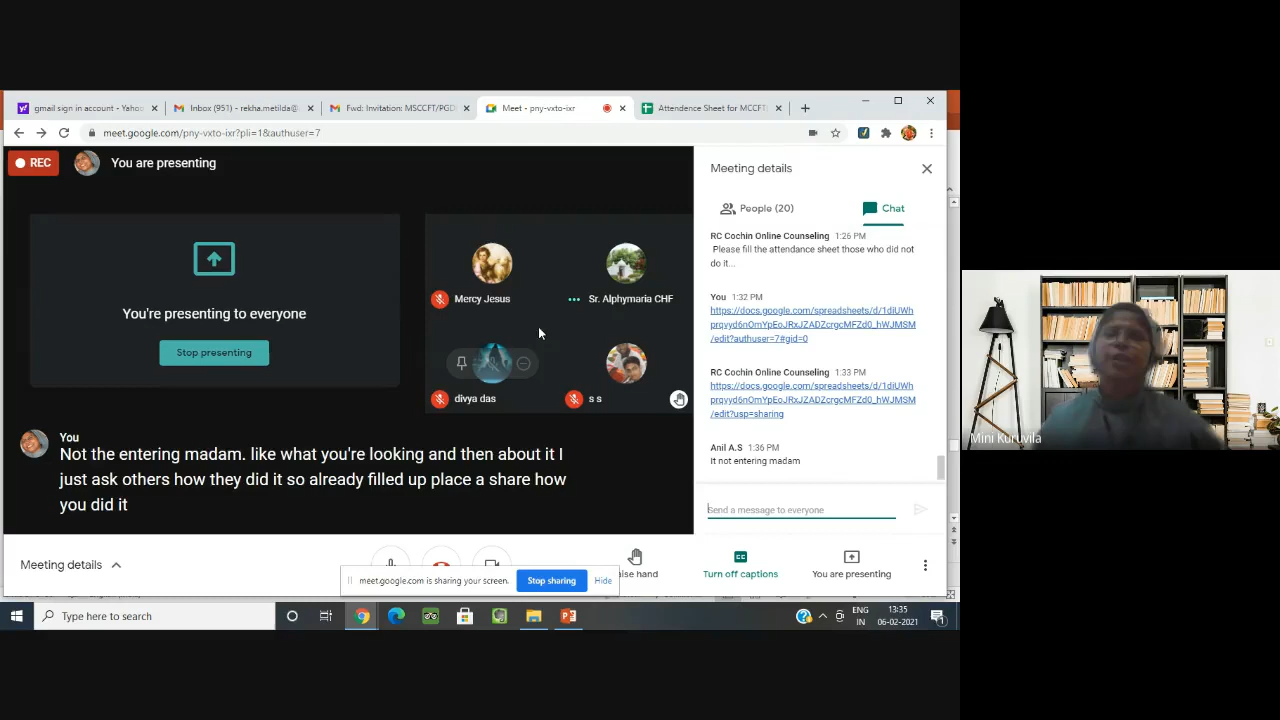 gmail sign in account - Yahoo
Inbox (951) - rekha.metilda@
Fwd: Invitation: MSCCFT/PGD
Meet - pny-vxto-ixr
Attendence Sheet for MCCFT/
meet.google.com/pny-vxto-ixr?pli=1&authuser=7
REC
You are presenting
Meeting details
People (20)
Chat
You're presenting to everyone
Stop presenting
Mercy Jesus
Sr. Alphymaria CHF
divya das
s s
RC Cochin Online Counseling 1:26 PM
Please fill the attendance sheet those who did not
do it...
You 1:32 PM
https://docs.google.com/spreadsheets/d/1diUWh
prqvyd6nOmYpEoJRxJZADZcrgcMFZd0_hWJMSM
/edit?authuser=7#gid=0
RC Cochin Online Counseling 1:33 PM
https://docs.google.com/spreadsheets/d/1diUWh
prqvyd6nOmYpEoJRxJZADZcrgcMFZd0_hWJMSM
/edit?usp=sharing
Anil A.S 1:36 PM
It not entering madam
Send a message to everyone
You
Not the entering madam. like what you're looking and then about it I
just ask others how they did it so already filled up place a share how
you did it
Mini Kuruvila
Meeting details
meet.google.com is sharing your screen.
Stop sharing
Hide
aise hand
Turn off captions
You are presenting
Type here to search
ENG
IN
13:35
06-02-2021
1